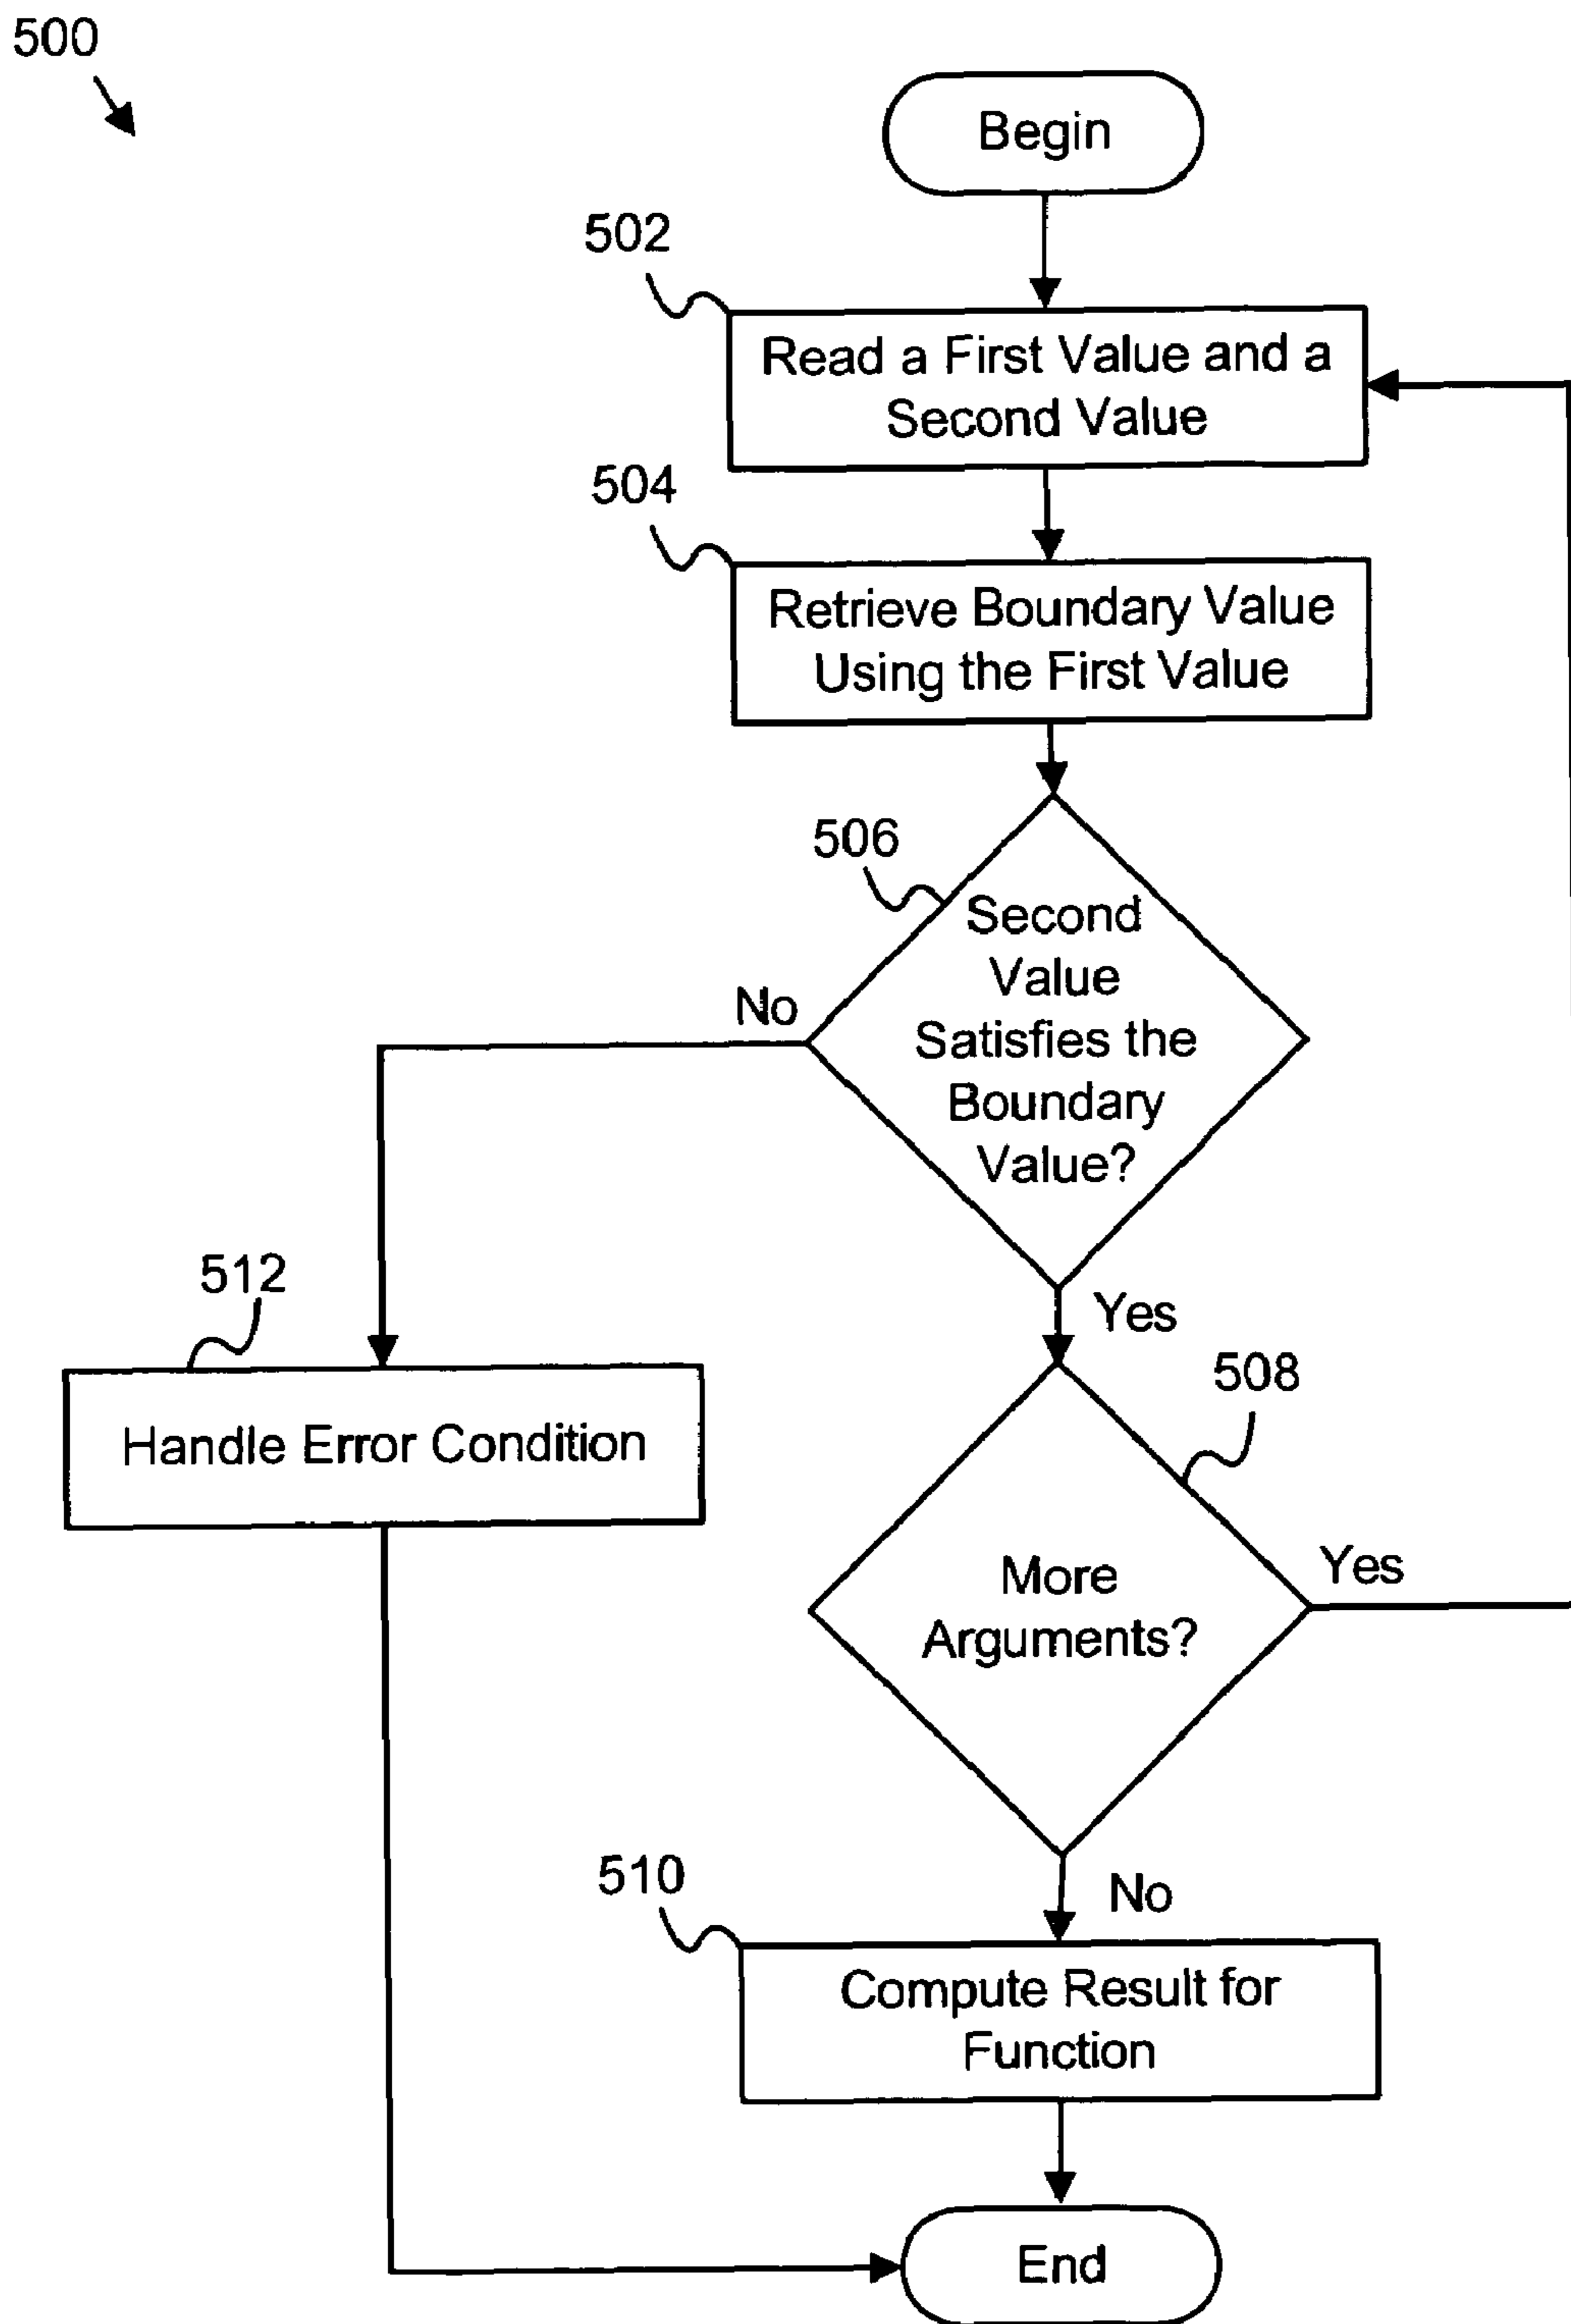 500
Begin
502
Read a First Value and a
Second Value
504
Retrieve Boundary Value
Using the First Value
506
Second
Value
Satisfies the
Boundary
Value?
No
Yes
512
Handle Error Condition
508
More
Arguments?
Yes
No
510
Compute Result for
Function
End